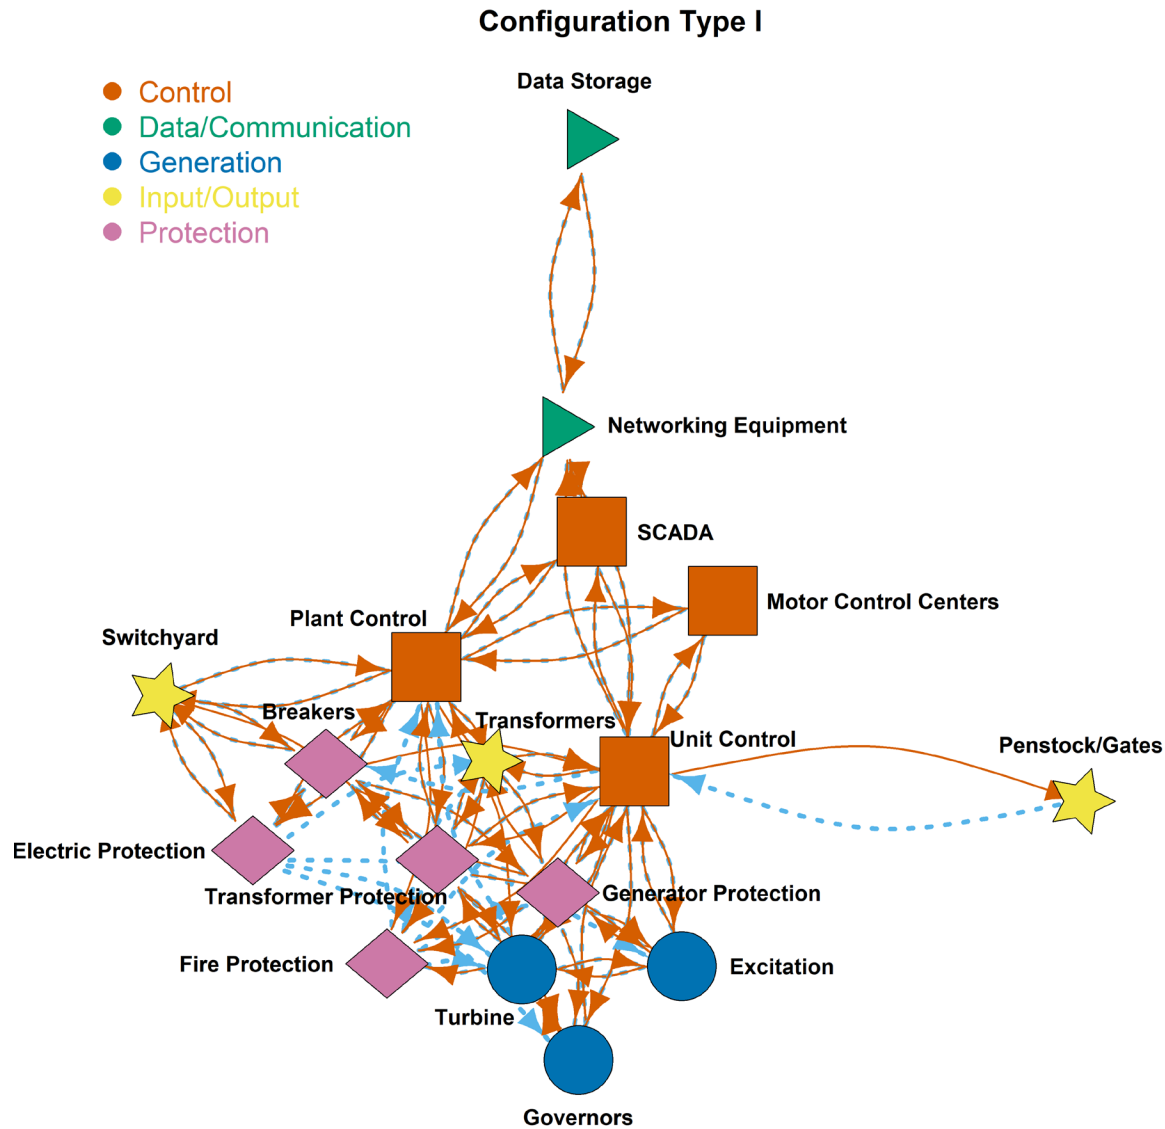 Configuration Type I
Data Storage
Control
Data/Communication
Generation
Input/Output
Protection
Networking Equipment
SCADA
Motor Control Centers
Plant Control
Switchyard
Breakers
Transformers
Unit Control
Penstock/Gates
Electric Protection
Transformer Protection
Generator Protection
Fire Protection
Excitation
Turbine
Governors